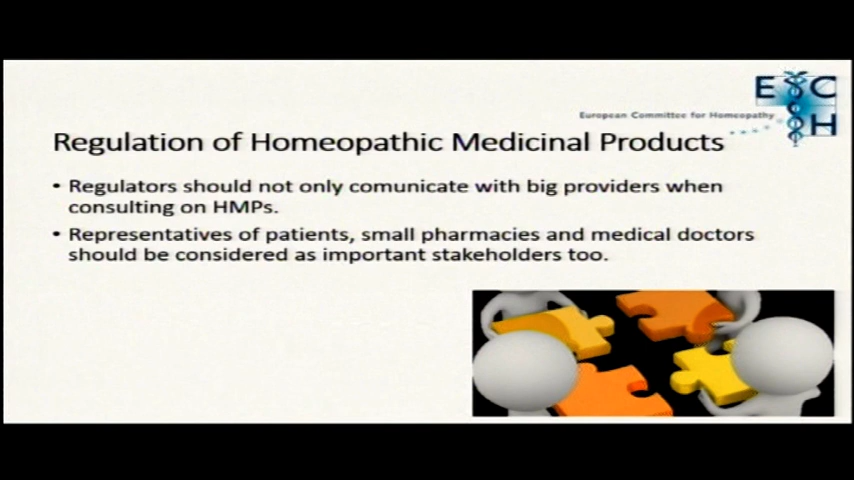 ESC
H
European Committee for Homeopathy
Regulation of Homeopathic Medicinal Products
• Regulators should not only comunicate with big providers when
consulting on HMPs.
• Representatives of patients, small pharmacies and medical doctors
should be considered as important stakeholders too.